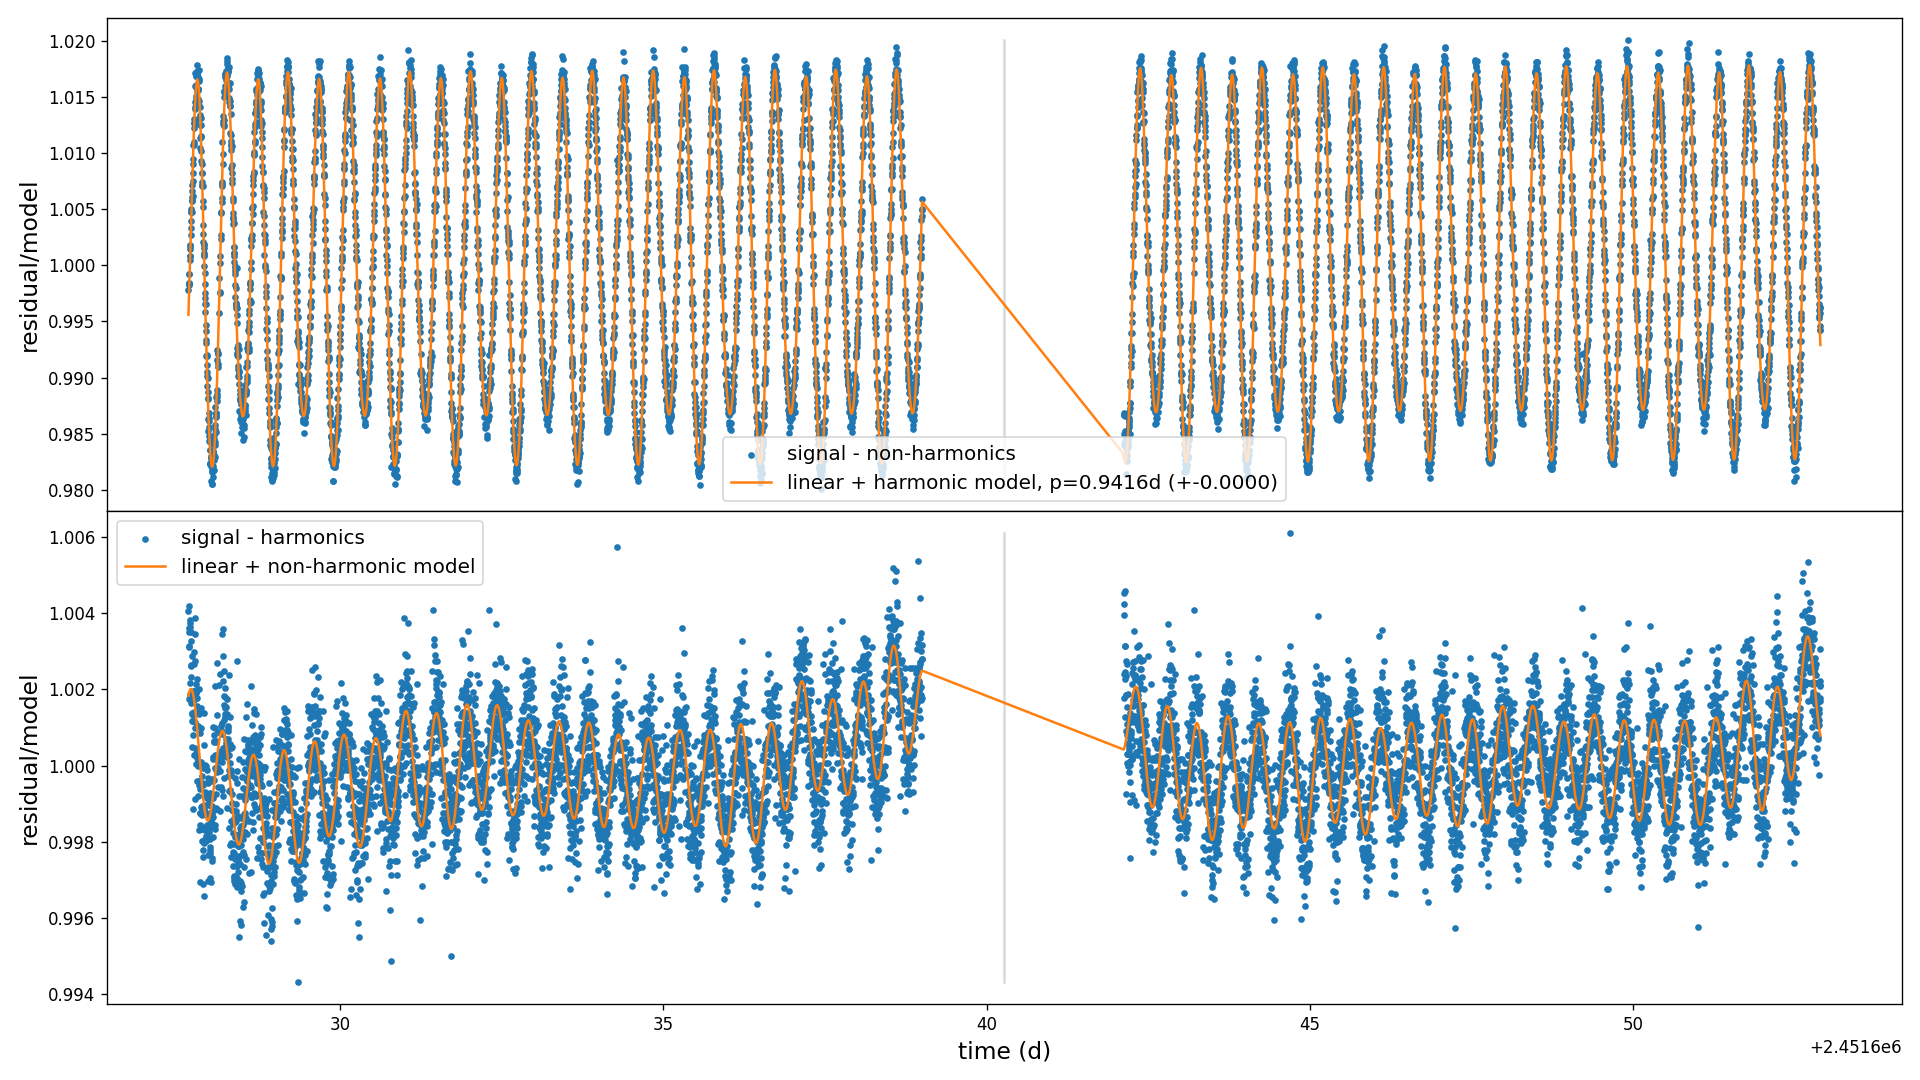 1.020
1.015
1.010
1.005
1.000
0.995
0.990
0.985
0.980
residual/model
signal - non-harmonics
linear + harmonic model, p=0.9416d (+-0.0000)
signal - harmonics
linear + non-harmonic model
1.006
1.004
1.002
1.000
0.998
0.996
0.994
residual/model
30 35 40 45 50
time (d)
+2.4516e6